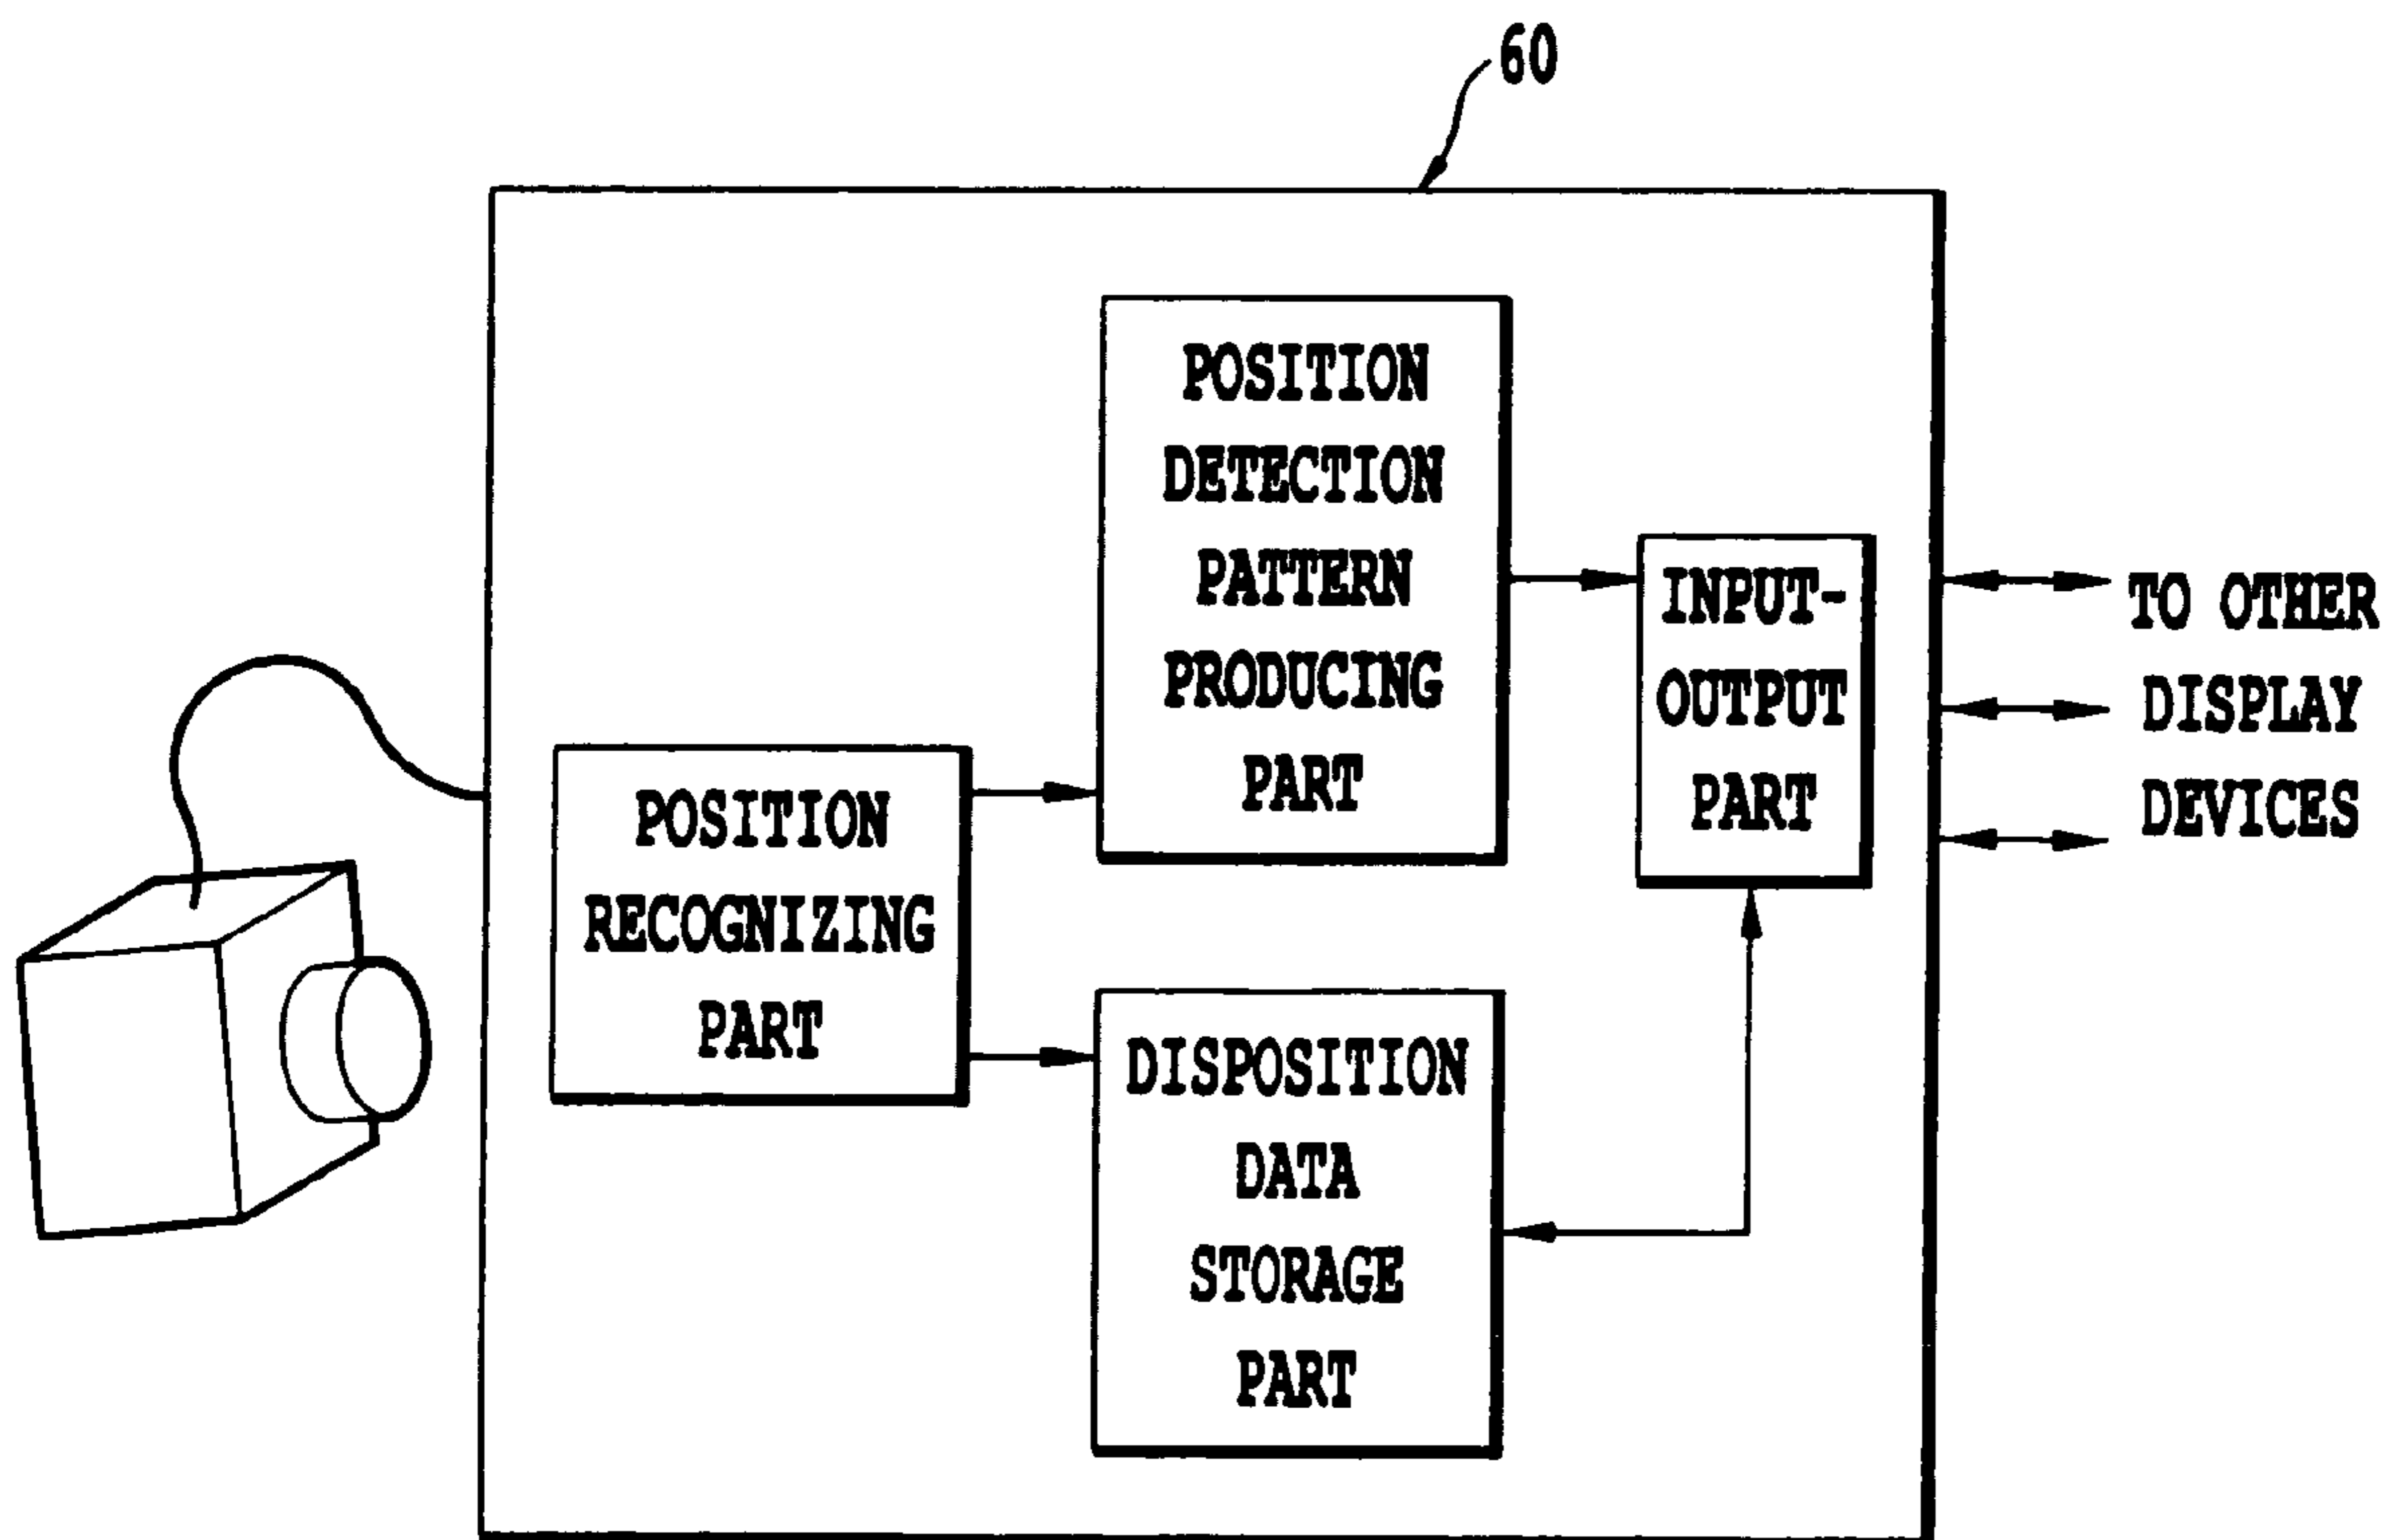 60
POSITION
DETECTION
PATTERN
PRODUCING
PART
INPUT-
OUTPUT
PART
TO OTHER
DISPLAY
DEVICES
POSITION
RECOGNIZING
PART
DISPOSITION
DATA
STORAGE
PART